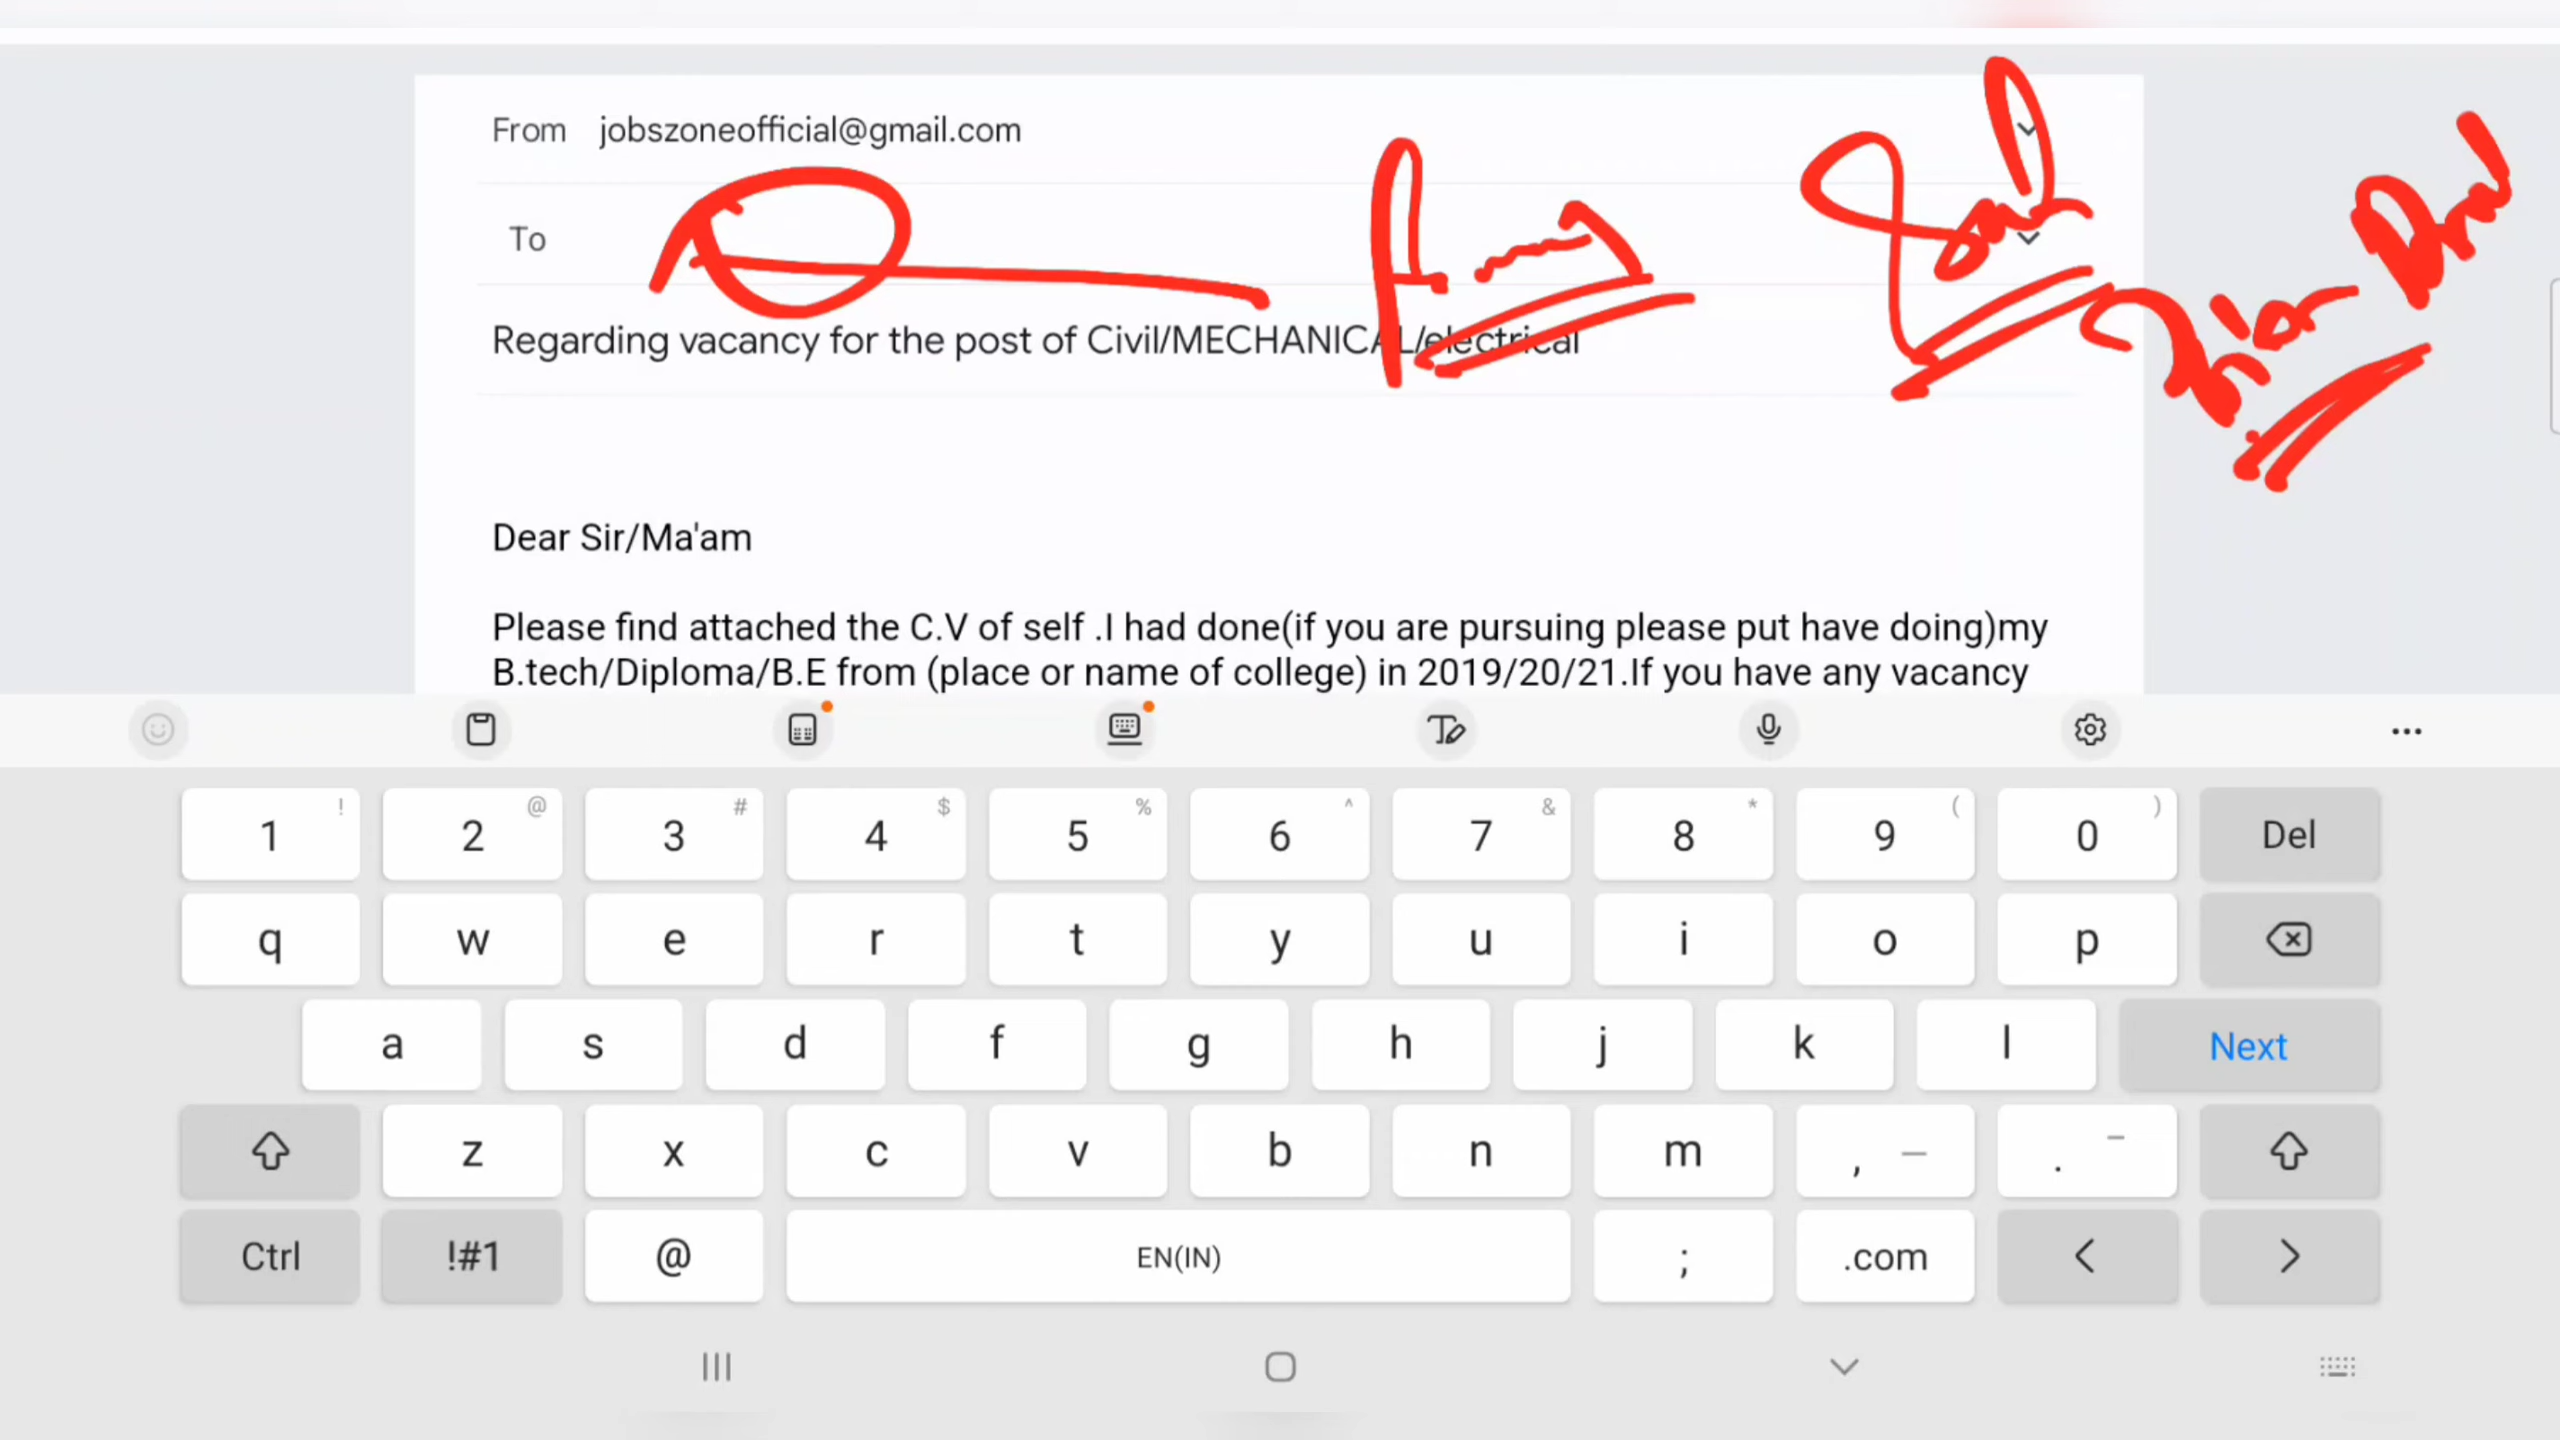 From jobszoneofficial@gmail.com
To
Regarding vacancy for the post of Civil/MECHANICAL/electrical
Dear Sir/Ma'am
Please find attached the C.V of self .I had done(if you are pursuing please put have doing)my
B.tech/Diploma/B.E from (place or name of college) in 2019/20/21.If you have any vacancy
1 ! 2 @ 3 # 4 $ 5 % 6 ^ 7 & 8 * 9 ( 0 ) Del
q w e r t y u i o p
a s d f g h j k l Next
z x c v b n m , .
Ctrl !#1 @ EN(IN) ; .com < >